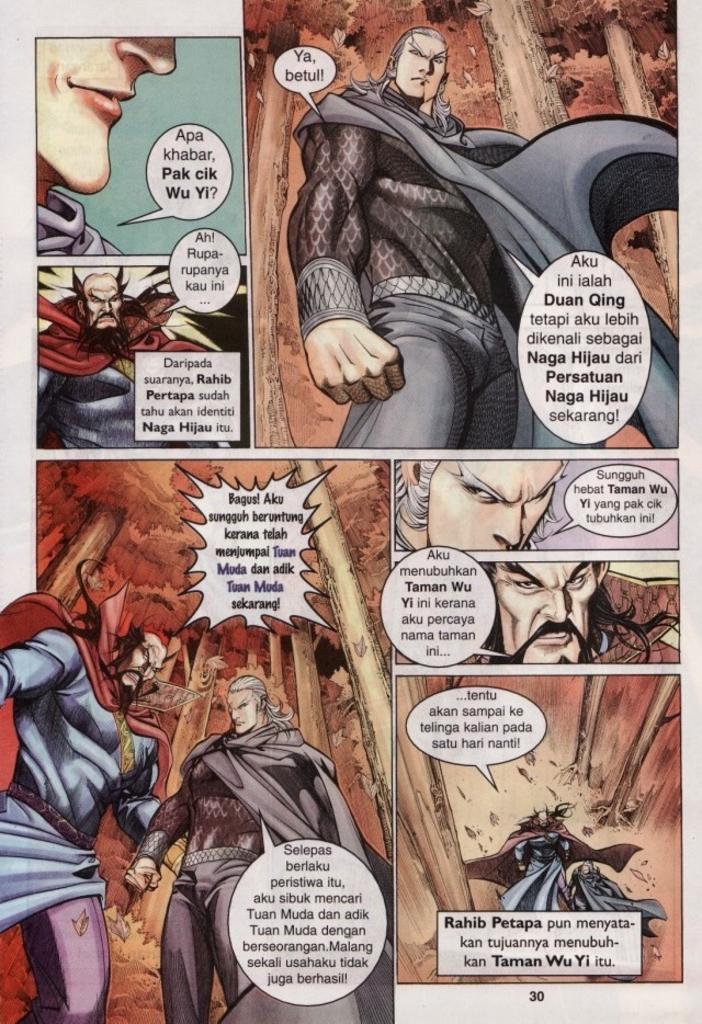 Apa
khabar,
Pak cik
Wu Yi?
Ah!
Rupa-
rupanya
kau ini
...
Daripada
suaranya, Rahib
Pertapa sudah
tahu akan identiti
Naga Hijau itu.
Ya,
betul!
Aku
ini ialah
Duan Qing
tetapi aku lebih
dikenali sebagai
Naga Hijau dari
Persatuan
Naga Hijau
sekarang!
Bagus! Aku
sungguh beruntung
kerana telah
menjumpai Tuan
Muda dan adik
Tuan Muda
sekarang!
Selepas
berlaku
peristiwa itu,
aku sibuk mencari
Tuan Muda dan adik
Tuan Muda dengan
berseorangan.Malang
sekali usahaku tidak
juga berhasil!
Sungguh
hebat Taman Wu
Yi yang pak cik
tubuhkan ini!
Aku
menubuhkan
Taman Wu
Yi ini kerana
aku percaya
nama taman
ini...
...tentu
akan sampai ke
telinga kalian pada
satu hari nanti!
Rahib Petapa pun menyata-
kan tujuannya menubuh-
kan Taman Wu Yi itu.
30